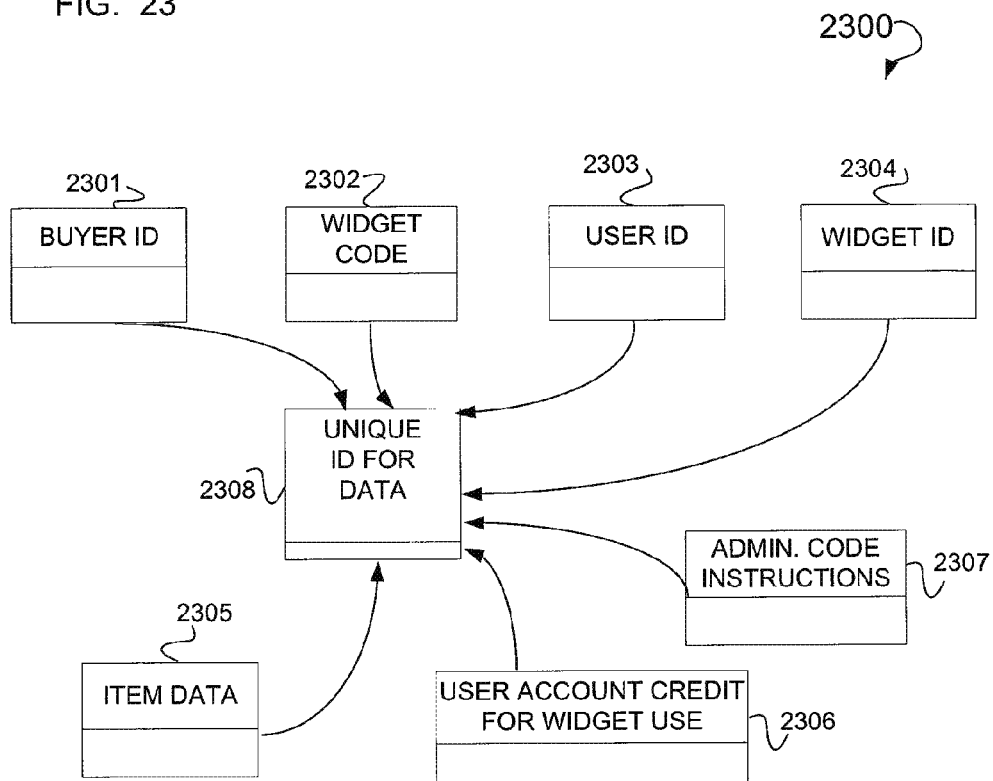 FIG. 23
2300
2301
2302
2303
2304
BUYER ID
WIDGET
CODE
USER ID
WIDGET ID
UNIQUE
ID FOR
DATA
2308
ADMIN. CODE
INSTRUCTIONS
2307
2305
ITEM DATA
USER ACCOUNT CREDIT
FOR WIDGET USE
2306